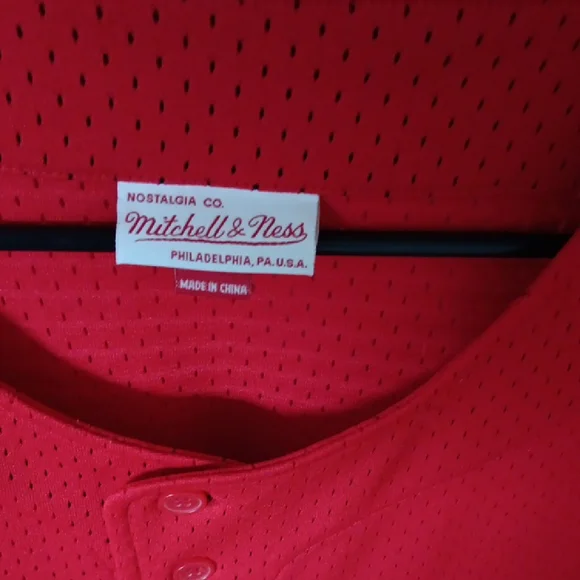 NOSTALGIA CO.
Mitchell & Ness
PHILADELPHIA, PA. U.S.A.
MADE IN CHINA